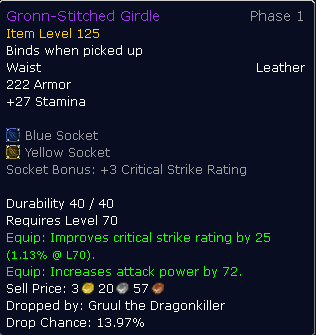 Gronn-Stitched Girdle Phase 1
Item Level 125
Binds when picked up
Waist Leather
222 Armor
+27 Stamina
Blue Socket
Yellow Socket
Socket Bonus: +3 Critical Strike Rating
Durability 40 / 40
Requires Level 70
Equip: Improves critical strike rating by 25
(1.13% @ L70).
Equip: Increases attack power by 72.
Sell Price: 3 20 57
Dropped by: Gruul the Dragonkiller
Drop Chance: 13.97%